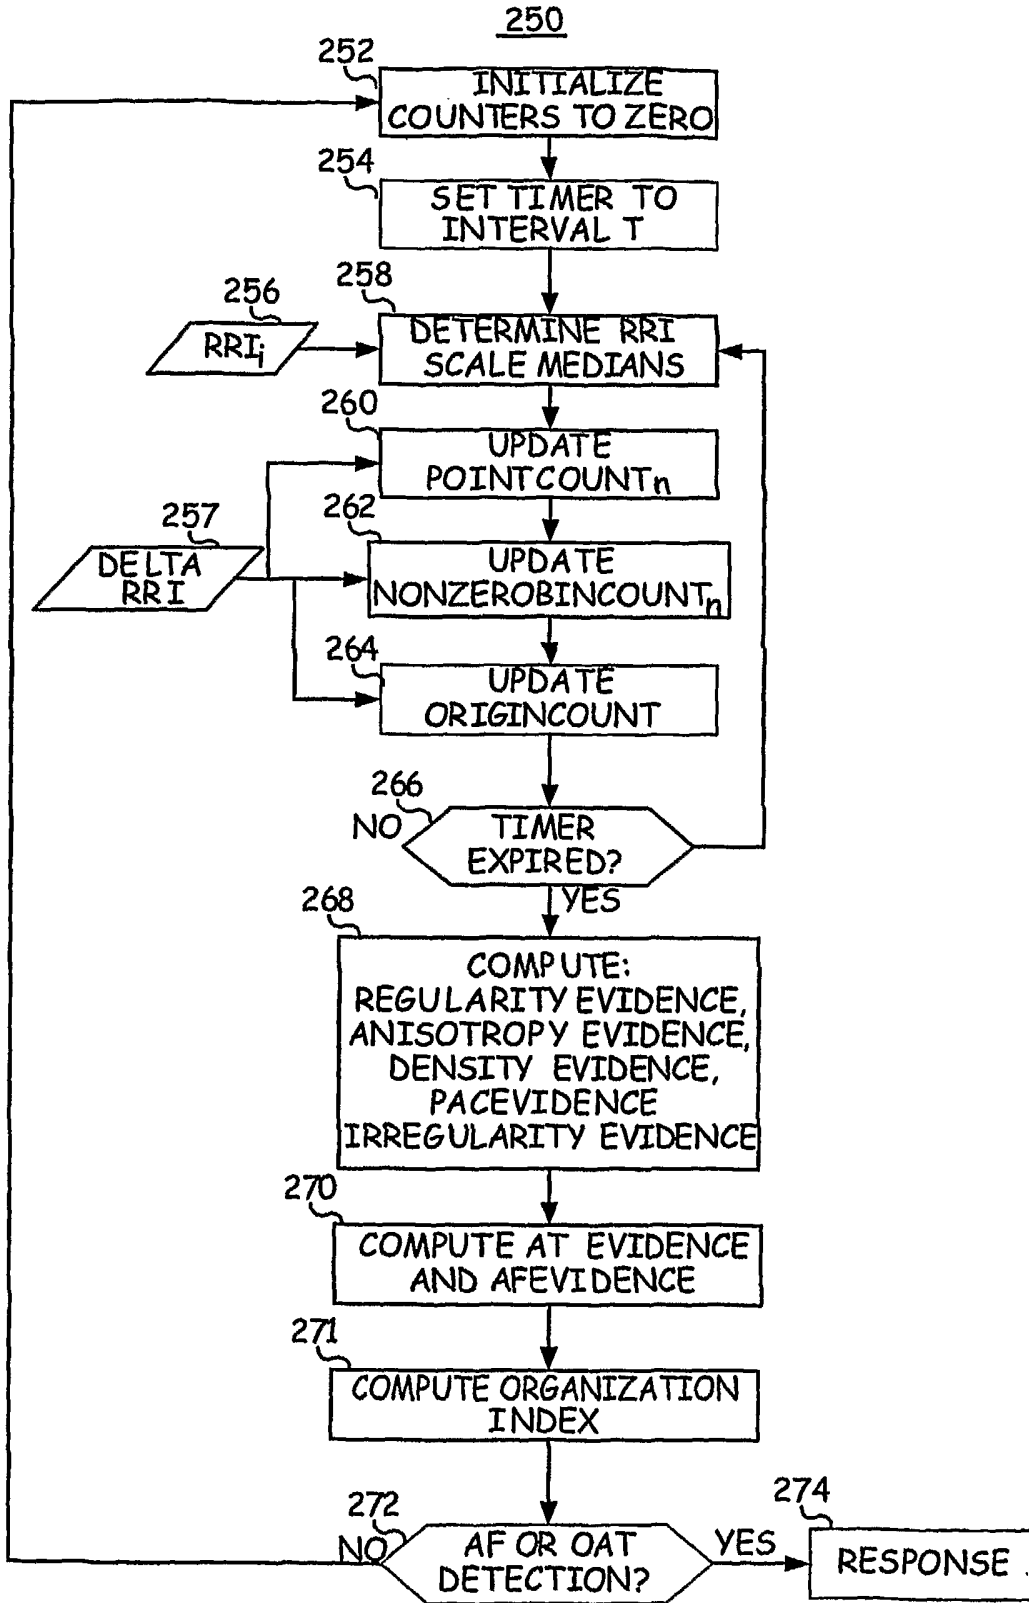 250
252
INITIALIZE
COUNTERS TO ZERO
254
SET TIMER TO
INTERVAL T
256
RRIi
258
DETERMINE RRI
SCALE MEDIANS
260
UPDATE
POINTCOUNTn
257
DELTA
RRI
262
UPDATE
NONZEROBINCOUNTn
264
UPDATE
ORIGINCOUNT
266
NO
TIMER
EXPIRED?
YES
268
COMPUTE:
REGULARITY EVIDENCE,
ANISOTROPY EVIDENCE,
DENSITY EVIDENCE,
PACEVIDENCE
IRREGULARITY EVIDENCE
270
COMPUTE AT EVIDENCE
AND AFEVIDENCE
271
COMPUTE ORGANIZATION
INDEX
272
NO
AF OR OAT
DETECTION?
YES
274
RESPONSE